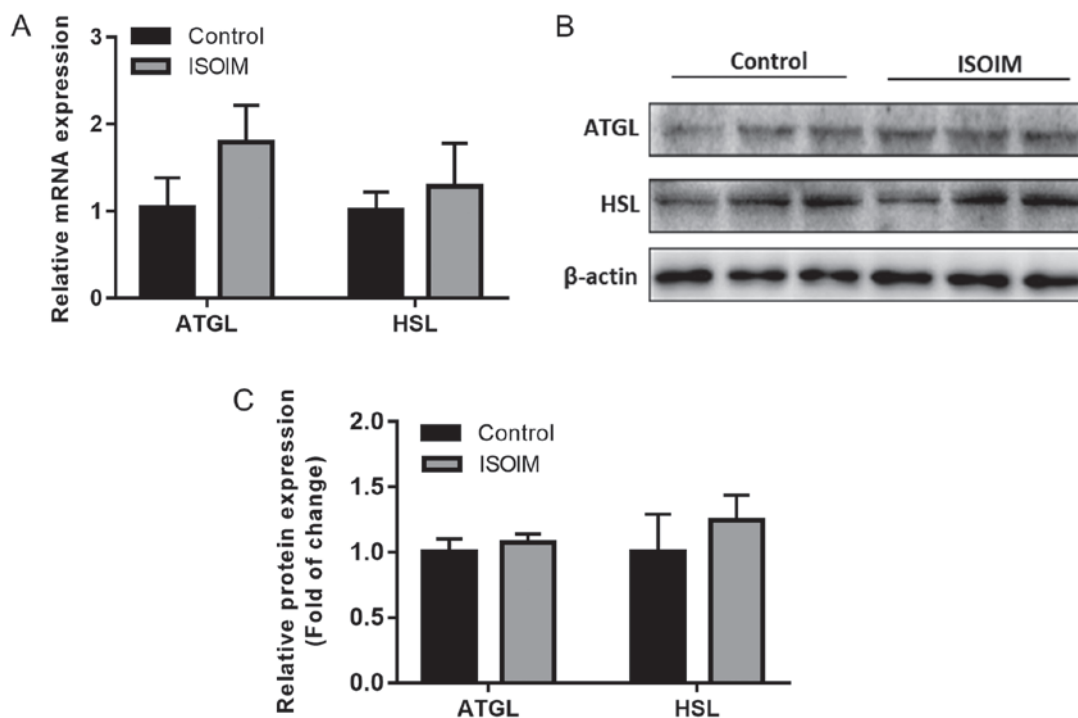 A
Relative mRNA expression
3
2
1
0
Control
ISOIM
ATGL HSL
B
Control ISOIM
ATGL
HSL
β-actin
C
Relative protein expression
(Fold of change)
2.0
1.5
1.0
0.5
0.0
Control
ISOIM
ATGL HSL